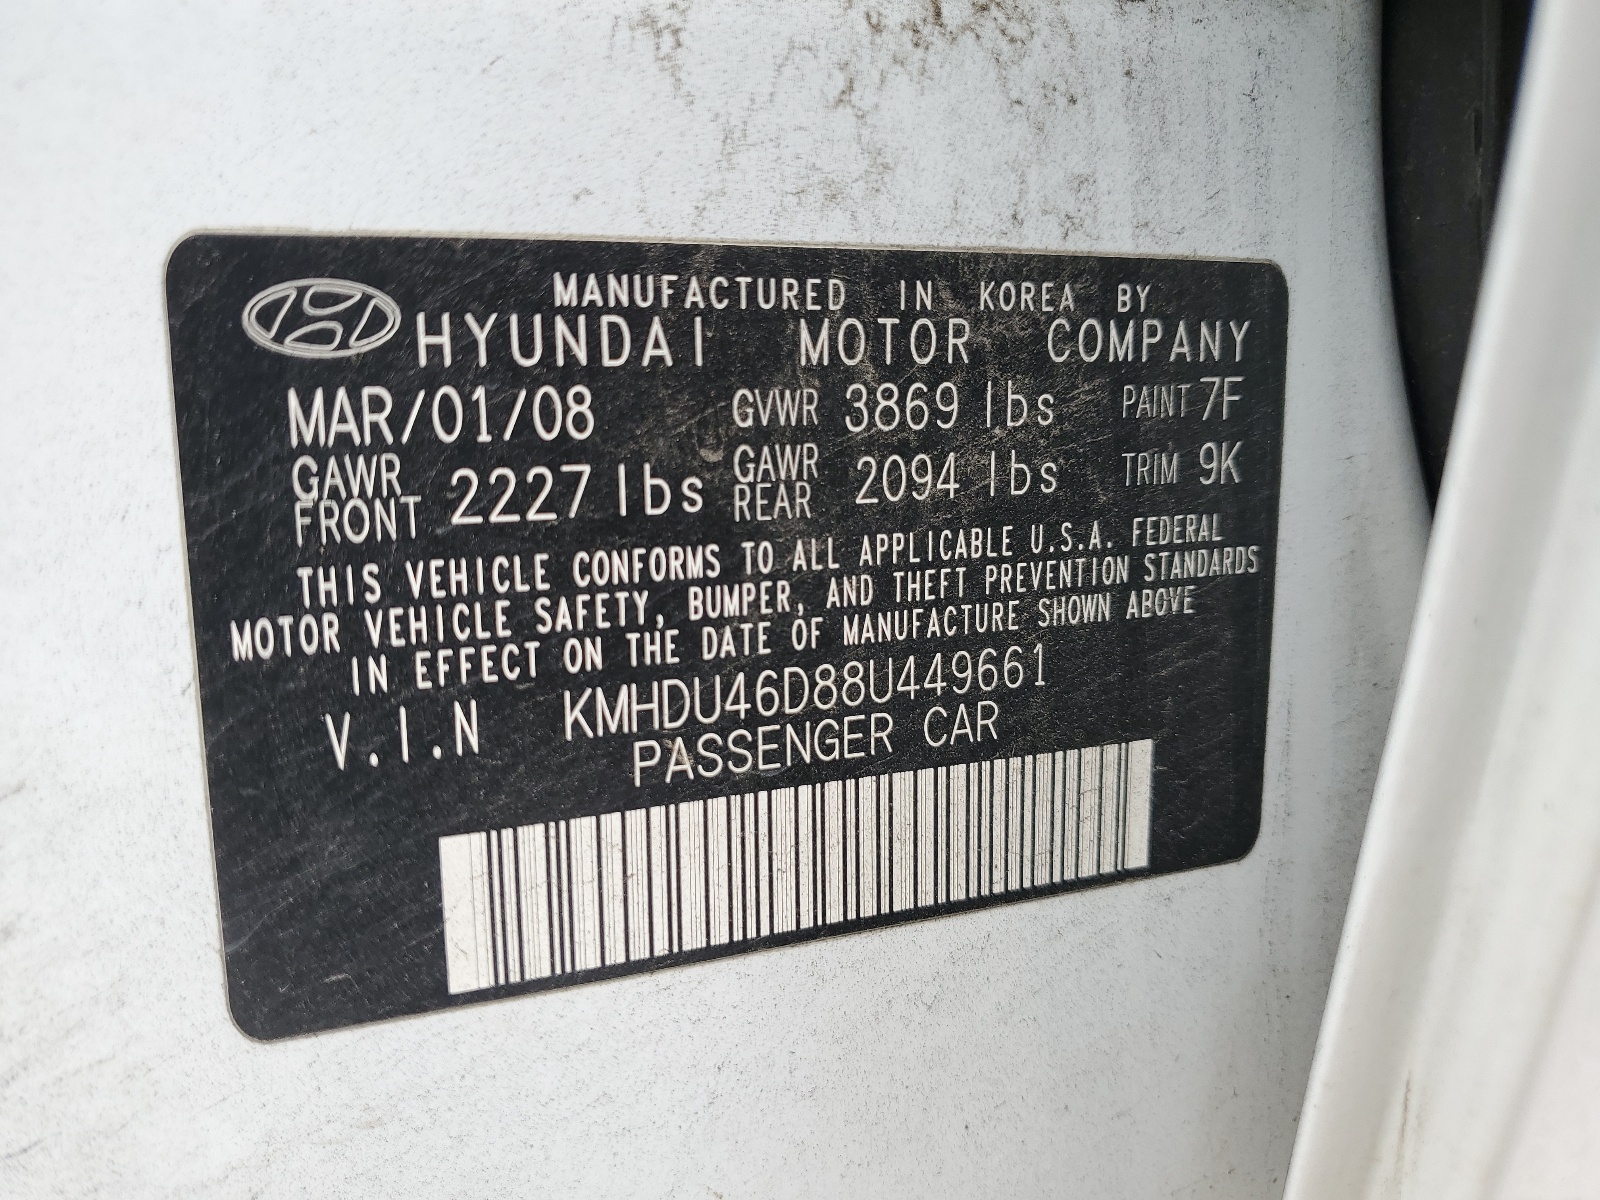 MANUFACTURED IN KOREA BY
HYUNDAI MOTOR COMPANY
MAR/01/08 GVWR 3869 lbs PAINT 7F
GAWR FRONT 2227 lbs GAWR REAR 2094 lbs TRIM 9K
THIS VEHICLE CONFORMS TO ALL APPLICABLE U.S.A. FEDERAL
MOTOR VEHICLE SAFETY, BUMPER, AND THEFT PREVENTION STANDARDS
IN EFFECT ON THE DATE OF MANUFACTURE SHOWN ABOVE
V.I.N KMHDU46D88U449661
PASSENGER CAR